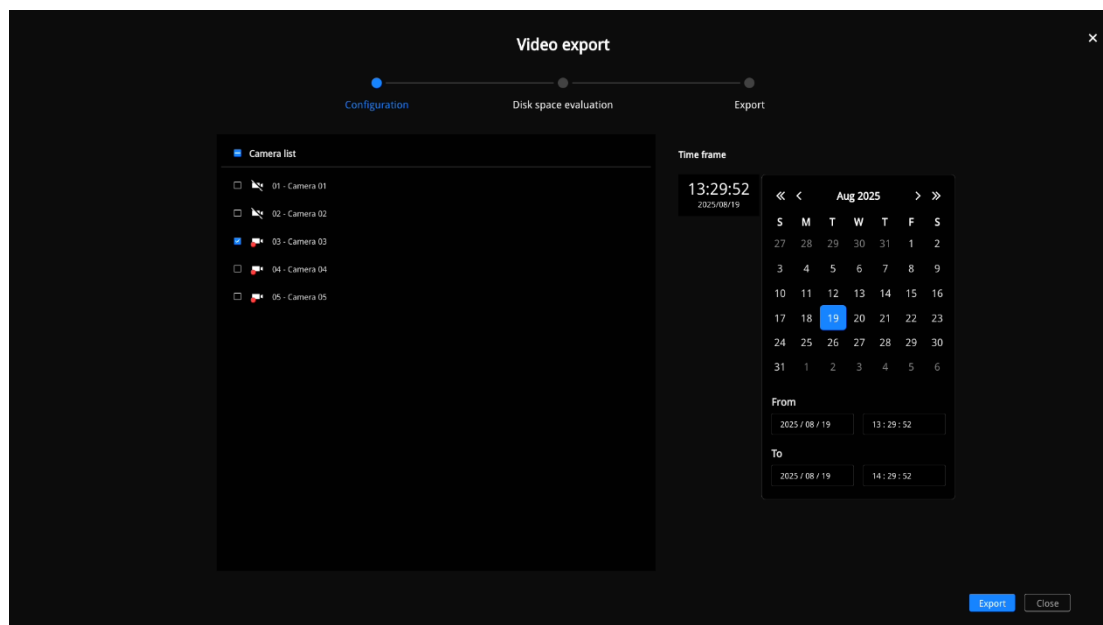 Video export
Configuration
Disk space evaluation
Export
Camera list
01 - Camera 01
02 - Camera 02
03 - Camera 03
04 - Camera 04
05 - Camera 05
Time frame
13:29:52
2025/08/19
Aug 2025
S M T W T F S
27 28 29 30 31 1 2
3 4 5 6 7 8 9
10 11 12 13 14 15 16
17 18 19 20 21 22 23
24 25 26 27 28 29 30
31 1 2 3 4 5 6
From
2025 / 08 / 19 13 : 29 : 52
To
2025 / 08 / 19 14 : 29 : 52
Export Close